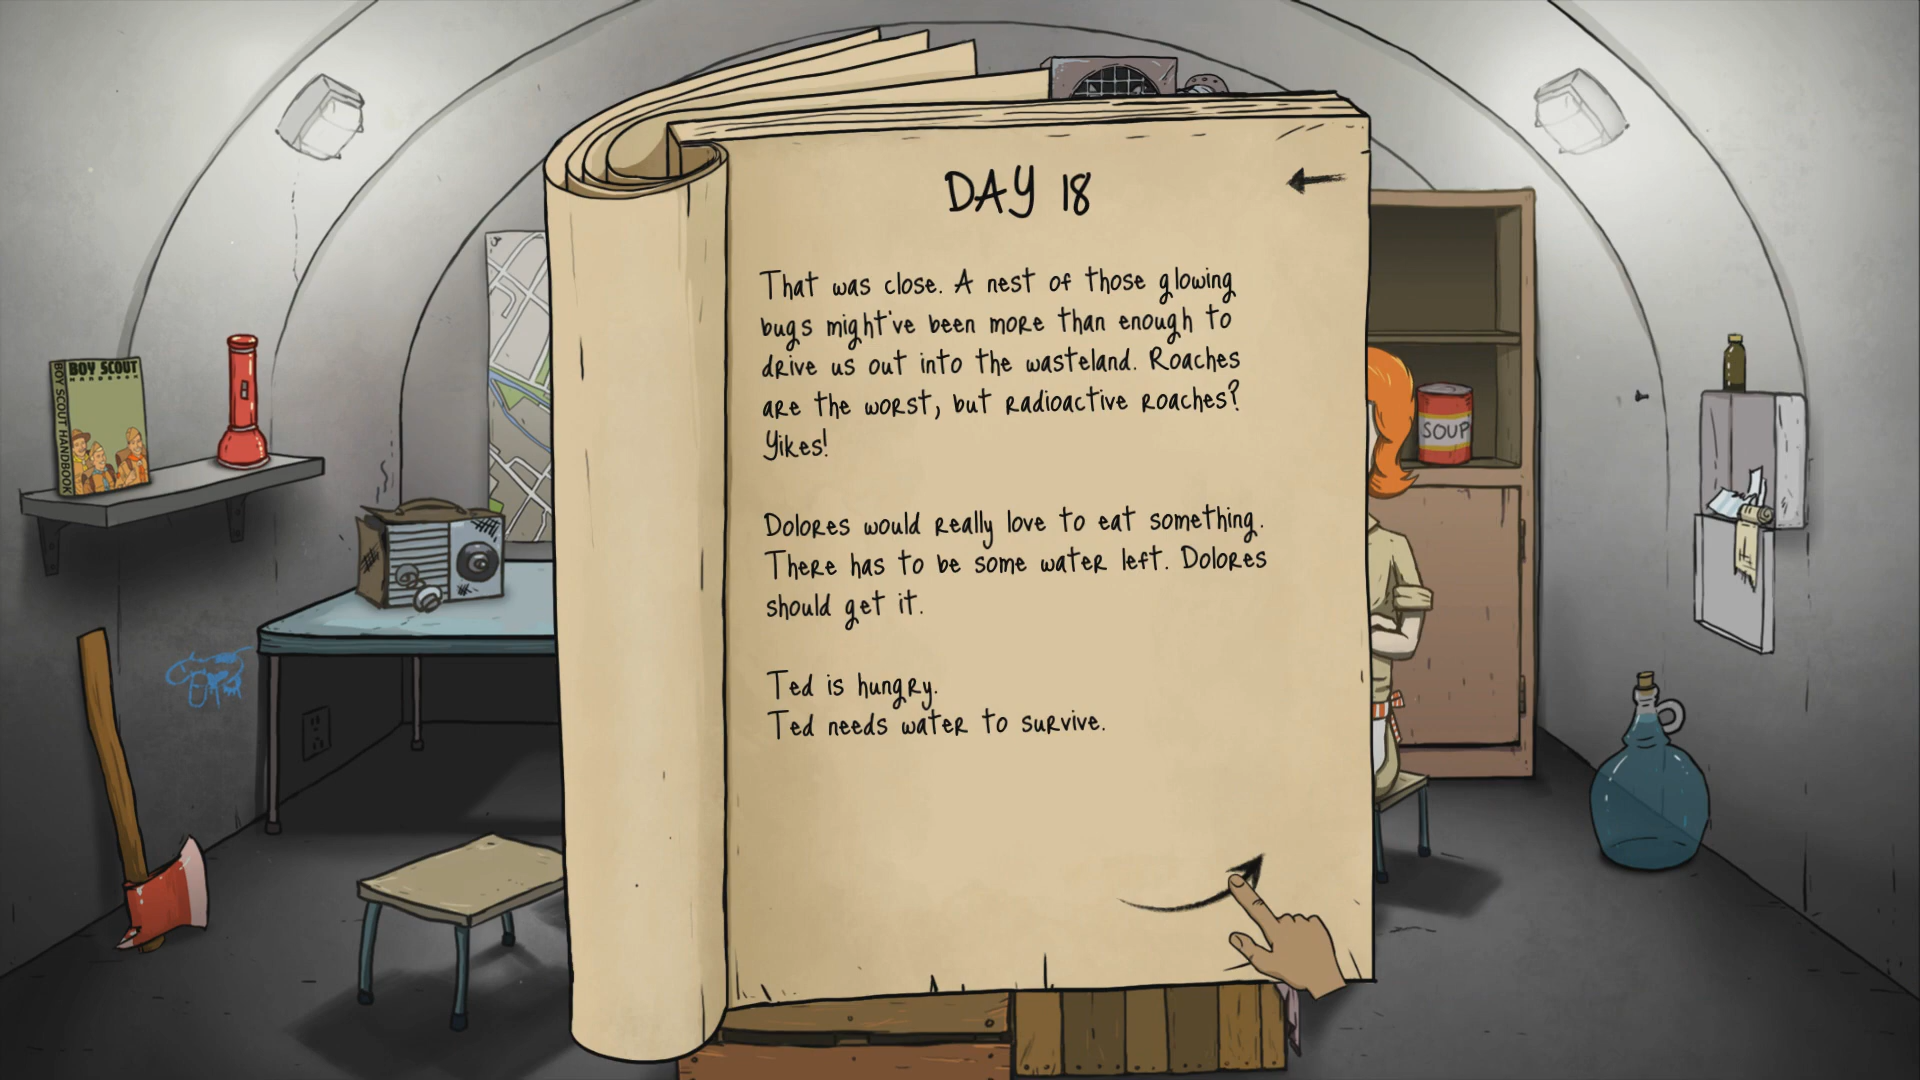 DAY 18
That was close. A nest of those glowing
bugs might've been more than enough to
drive us out into the wasteland. Roaches
are the worst, but radioactive roaches?
Yikes!
Dolores would really love to eat something.
There has to be some water left. Dolores
should get it.
Ted is hungry.
Ted needs water to survive.
BOY SCOUT
HANDBOOK
BOY SCOUT HANDBOOK
SOUP